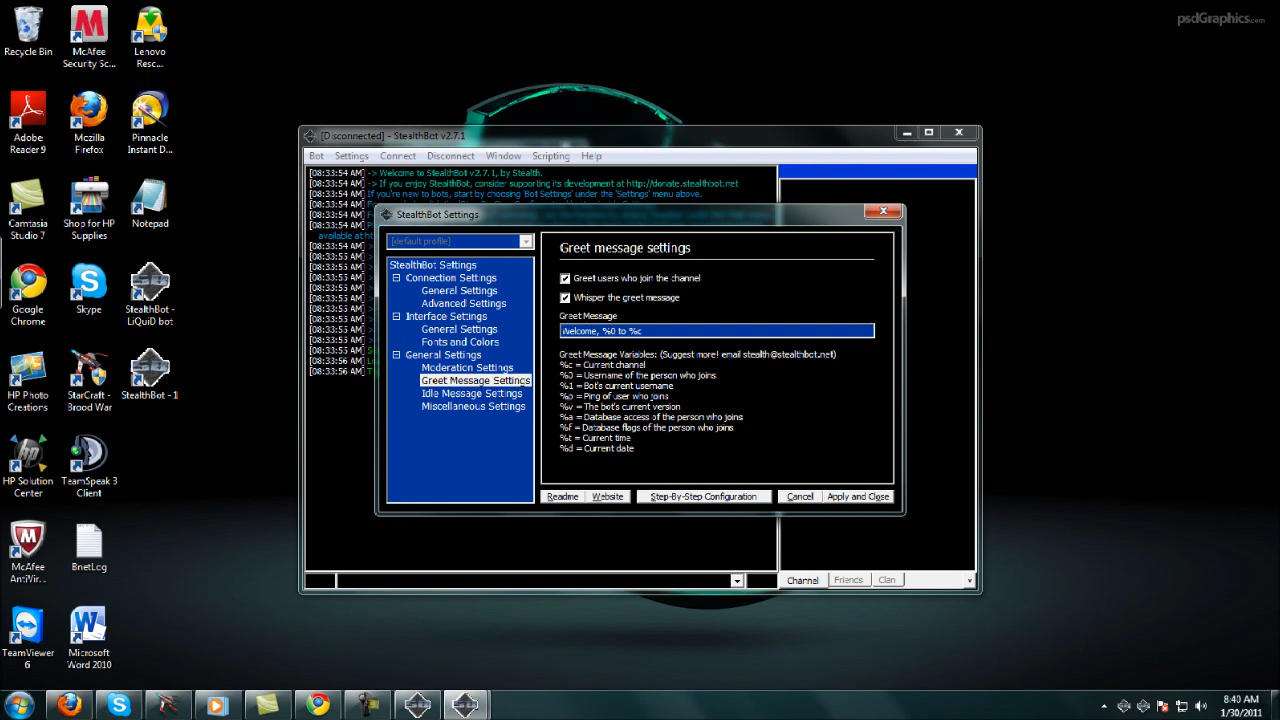 psdGraphics.com
Recycle Bin
McAfee
Security Sc...
Lenovo
Resc...
Adobe
Reader 9
Mozilla
Firefox
Pinnacle
Instant D...
Camtasia
Studio 7
Shop for HP
Supplies
Notepad
Google
Chrome
Skype
StealthBot -
LiQuiD bot
HP Photo
Creations
StarCraft -
Brood War
StealthBot - 1
HP Solution
Center
TeamSpeak 3
Client
McAfee
AntiVir...
BnetLog
TeamViewer
6
Microsoft
Word 2010
[Disconnected] - StealthBot v2.7.1
Bot Settings Connect Disconnect Window Scripting Help
[08:33:54 AM] -> Welcome to StealthBot v2.7.1, by Stealth.
[08:33:54 AM] -> If you enjoy StealthBot, consider supporting its development at http://donate.stealthbot.net
[08:33:54 AM] If you're new to bots, start by choosing 'Bot Settings' under the 'Settings' menu above.
[08:33:54 AM]
[08:33:54 AM]
[08:33:54 AM]
available at
[08:33:54 AM]
[08:33:54 AM]
[08:33:55 AM]
[08:33:55 AM]
[08:33:55 AM]
[08:33:55 AM]
[08:33:55 AM]
[08:33:55 AM]
[08:33:55 AM]
[08:33:56 AM]
[08:33:56 AM]
[08:33:56 AM]
StealthBot Settings
[default profile]
StealthBot Settings
Connection Settings
General Settings
Advanced Settings
Interface Settings
General Settings
Fonts and Colors
General Settings
Moderation Settings
Greet Message Settings
Idle Message Settings
Miscellaneous Settings
Greet message settings
Greet users who join the channel
Whisper the greet message
Greet Message
Welcome, %0 to %c
Greet Message Variables: (Suggest more! email stealth@stealthbot.net)
%c = Current channel
%0 = Username of the person who joins
%1 = Bot's current username
%p = Ping of user who joins
%v = The bot's current version
%a = Database access of the person who joins
%f = Database flags of the person who joins
%t = Current time
%d = Current date
Readme Website Step-By-Step Configuration Cancel Apply and Close
Channel Friends Clan
8:40 AM
1/30/2011